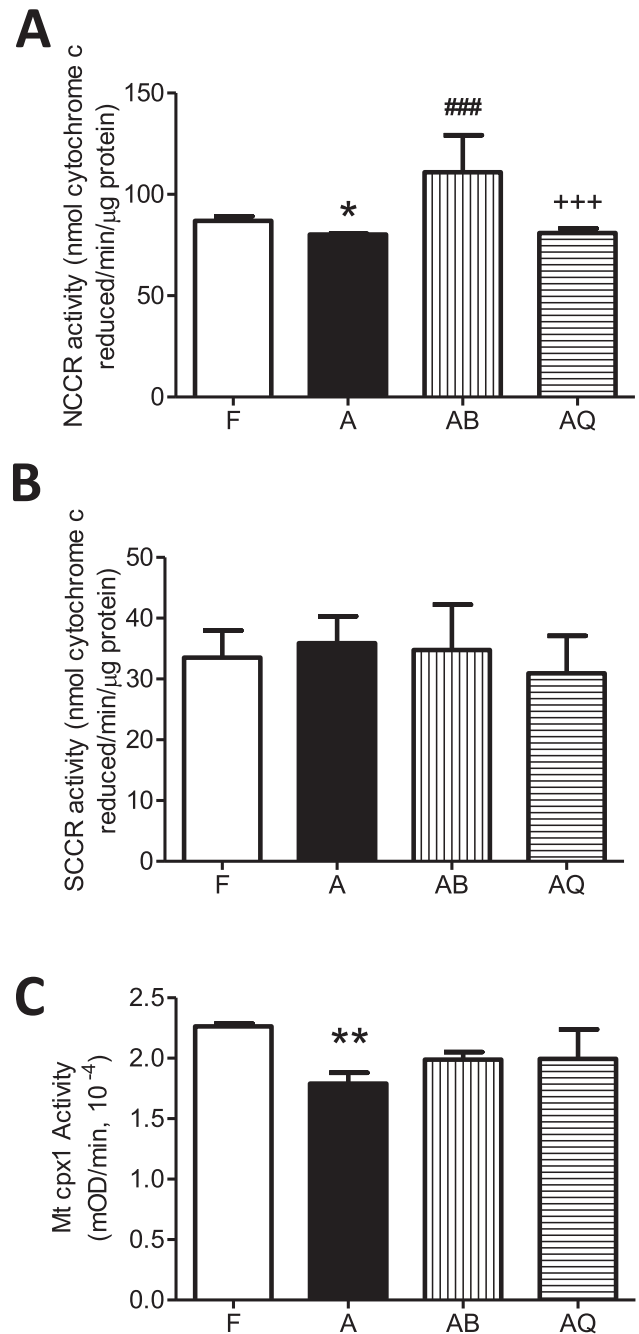 A
NCCR activity (nmol cytochrome c
reduced/min/μg protein)
150
100
50
0
*
###
+++
F A AB AQ
B
SCCR activity (nmol cytochrome c
reduced/min/μg protein)
50
40
30
20
10
0
F A AB AQ
C
Mt cpx1 Activity
(mOD/min, 10⁻⁴)
2.5
2.0
1.5
1.0
0.5
0.0
**
F A AB AQ